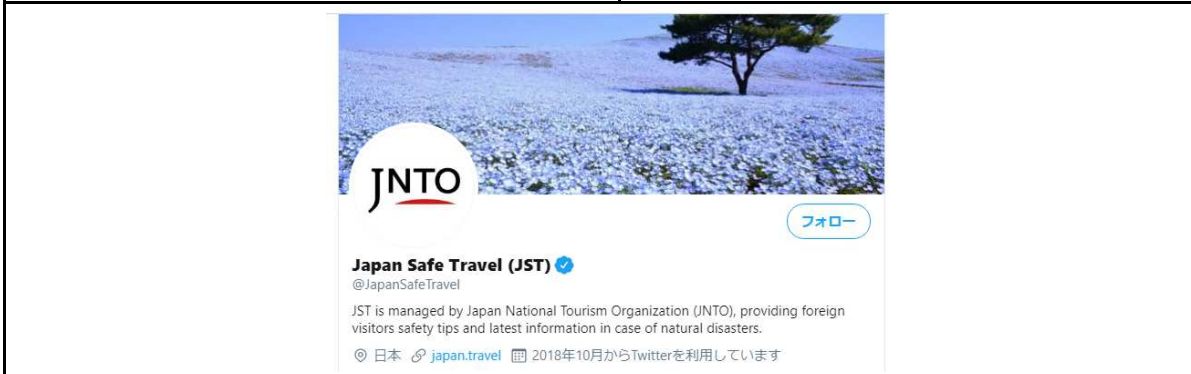 JNTO
フォロー
Japan Safe Travel (JST)
@JapanSafeTravel
JST is managed by Japan National Tourism Organization (JNTO), providing foreign
visitors safety tips and latest information in case of natural disasters.
日本 japan.travel 2018年10月からTwitterを利用しています